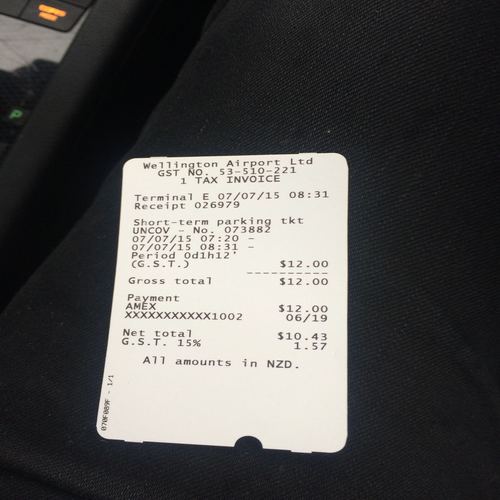 Wellington Airport Ltd
GST NO. 53-510-221
1 TAX INVOICE
Terminal E 07/07/15 08:31
Receipt 026979
Short-term parking tkt
UNCOV - No. 073882
07/07/15 07:20 -
07/07/15 08:31 -
Period 0d1h12'
(G.S.T.) $12.00
----------
Gross total $12.00
Payment
AMEX $12.00
XXXXXXXXXXX1002 06/19
Net total $10.43
G.S.T. 15% 1.57
All amounts in NZD.
P